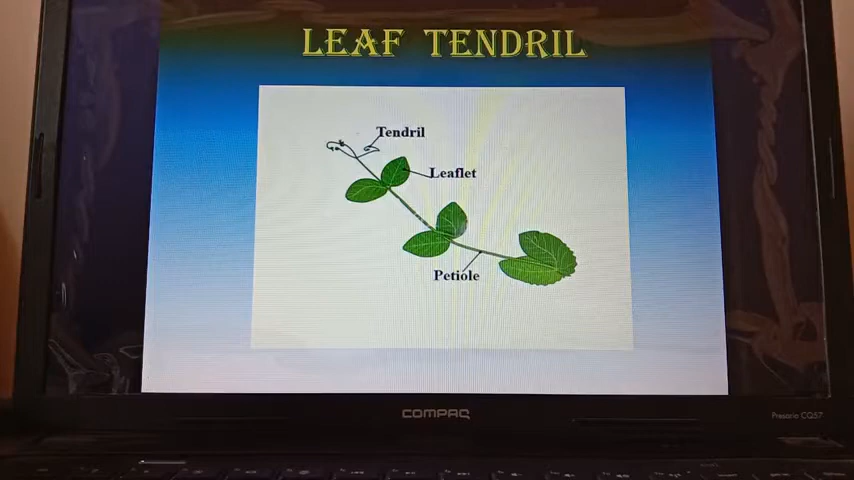 LEAF TENDRIL
Tendril
Leaflet
Petiole
COMPAQ
Presario CQ57